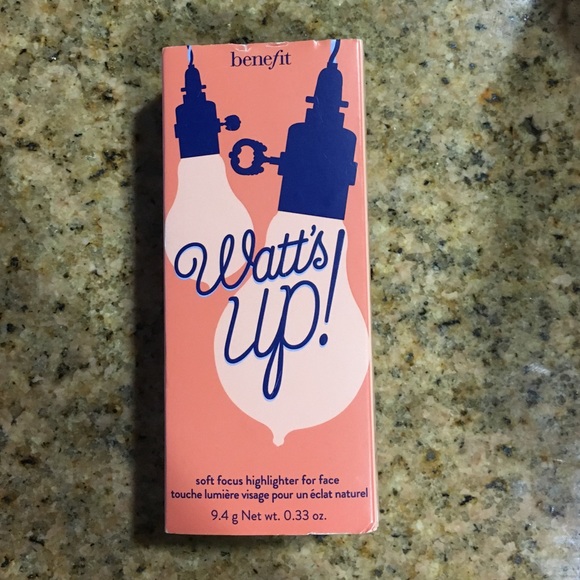 benefit
Watt's
up!
soft focus highlighter for face
touche lumière visage pour un éclat naturel
9.4 g Net wt. 0.33 oz.